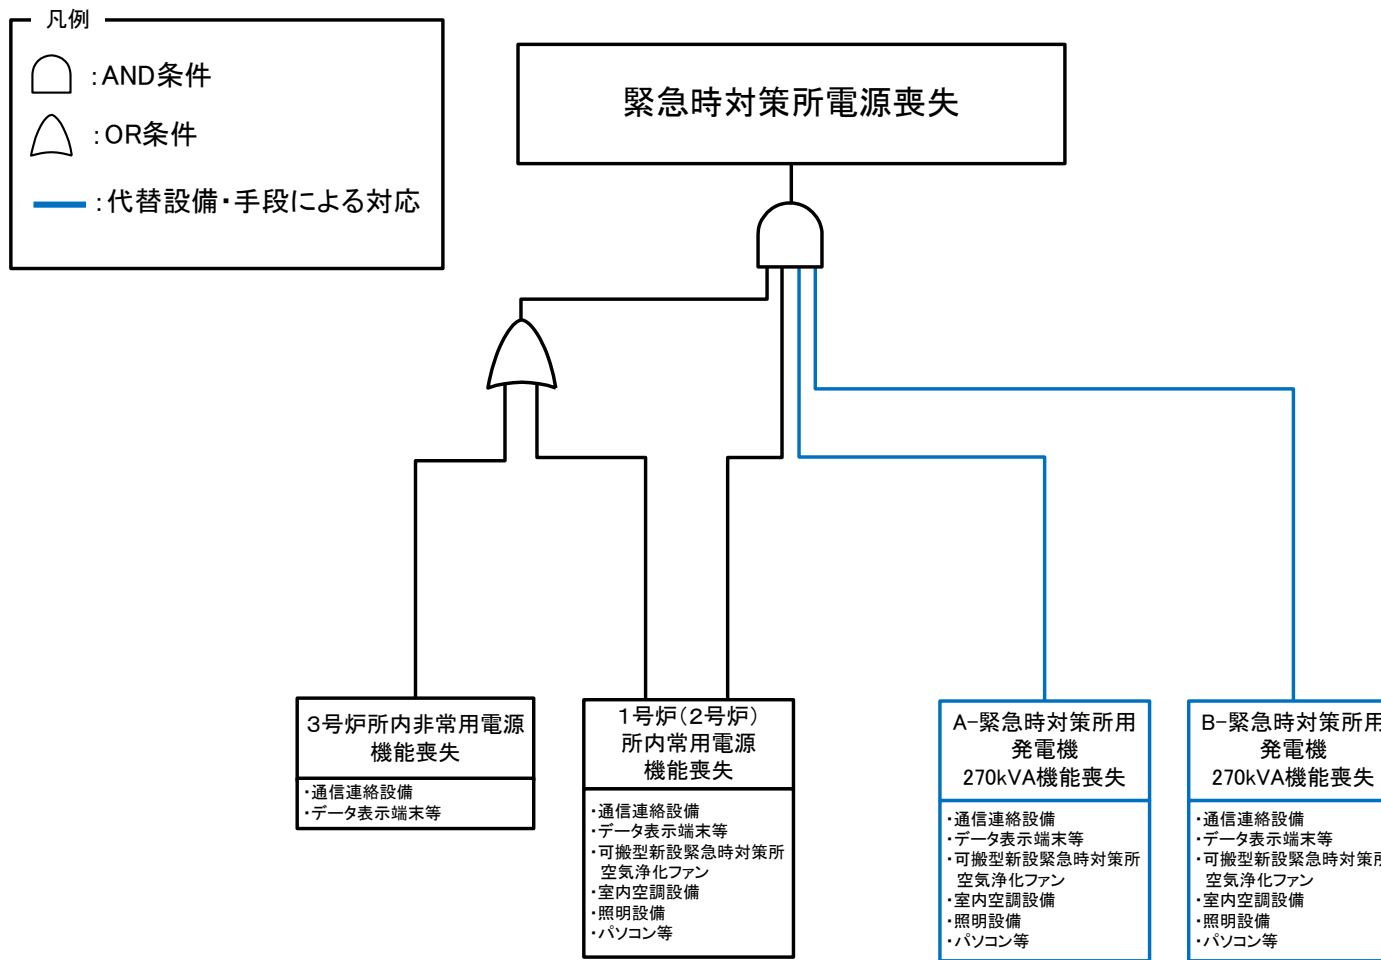 凡例
：AND条件
：OR条件
：代替設備・手段による対応
緊急時対策所電源喪失
３号炉所内非常用電源
機能喪失
・通信連絡設備
・データ表示端末等
１号炉（２号炉）
所内常用電源
機能喪失
・通信連絡設備
・データ表示端末等
・可搬型新設緊急時対策所
空気浄化ファン
・室内空調設備
・照明設備
・パソコン等
A-緊急時対策所用
発電機
270kVA機能喪失
・通信連絡設備
・データ表示端末等
・可搬型新設緊急時対策所
空気浄化ファン
・室内空調設備
・照明設備
・パソコン等
B-緊急時対策所用
発電機
270kVA機能喪失
・通信連絡設備
・データ表示端末等
・可搬型新設緊急時対策所
空気浄化ファン
・室内空調設備
・照明設備
・パソコン等